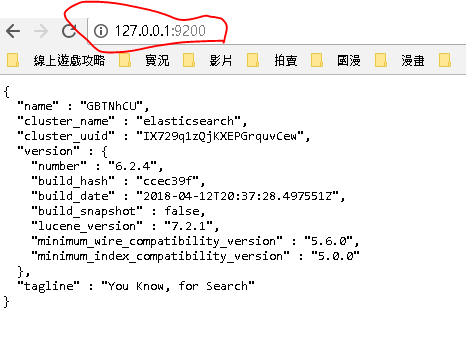 127.0.0.1:9200
線上遊戲攻略 實況 影片 拍賣 國漫 漫畫
{
"name" : "GBTNhCU",
"cluster_name" : "elasticsearch",
"cluster_uuid" : "IX729q1zQjKXEPGrquvCew",
"version" : {
"number" : "6.2.4",
"build_hash" : "ccec39f",
"build_date" : "2018-04-12T20:37:28.497551Z",
"build_snapshot" : false,
"lucene_version" : "7.2.1",
"minimum_wire_compatibility_version" : "5.6.0",
"minimum_index_compatibility_version" : "5.0.0"
},
"tagline" : "You Know, for Search"
}